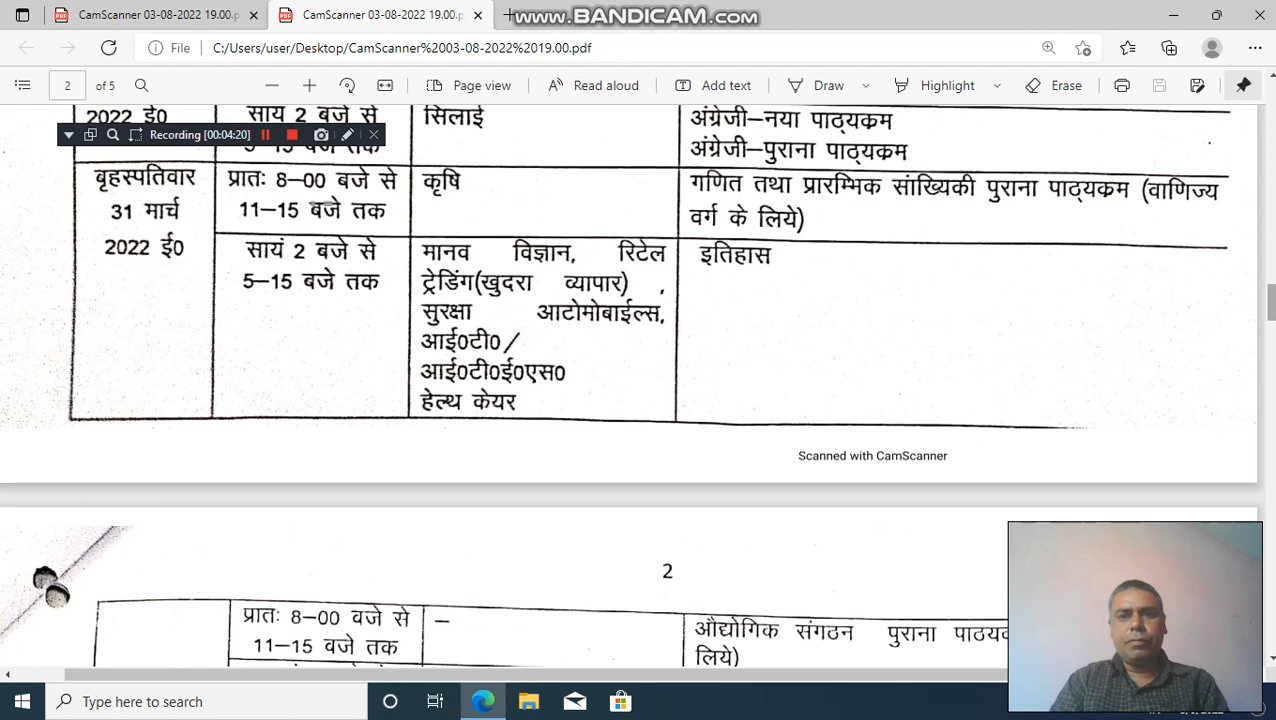 CamScanner 03-08-2022 19.00.p
CamScanner 03-08-2022 19.00.pdf
WWW.BANDICAM.COM
File
C:/Users/user/Desktop/CamScanner%2003-08-2022%2019.00.pdf
2 of 5
Page view
Read aloud
Add text
Draw
Highlight
Erase
2022 ई0
सायं 2 बजे से
सिलाई
अंग्रेजी–नया पाठ्यक्रम
Recording [00:04:20]
अंग्रेजी–पुराना पाठ्यक्रम
बृहस्पतिवार
31 मार्च
2022 ई0
प्रातः 8–00 बजे से
11–15 बजे तक
कृषि
गणित तथा प्रारम्भिक सांख्यिकी पुराना पाठ्यक्रम (वाणिज्य
वर्ग के लिये)
सायं 2 बजे से
5–15 बजे तक
मानव विज्ञान, रिटेल
ट्रेडिंग(खुदरा व्यापार) ,
सुरक्षा आटोमोबाईल्स,
आई0टी0/
आई0टी0ई0एस0
हेल्थ केयर
इतिहास
Scanned with CamScanner
2
प्रातः 8–00 वजे से
11–15 वजे तक
–
औद्योगिक संगठन पुराना
लिये)
Type here to search